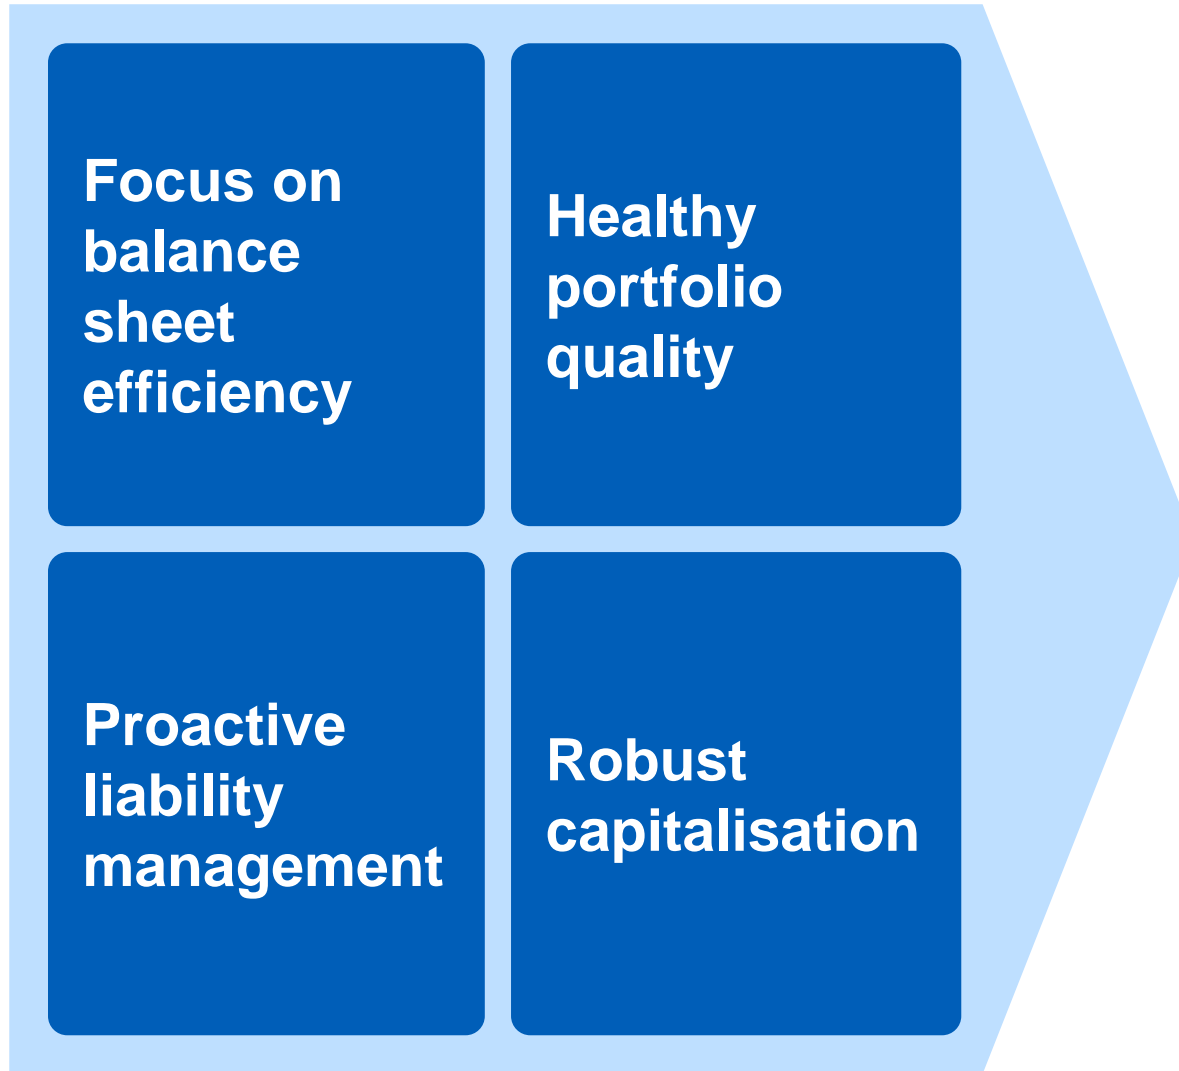 Focus on
balance
sheet
efficiency
Healthy
portfolio
quality
Proactive
liability
management
Robust
capitalisation